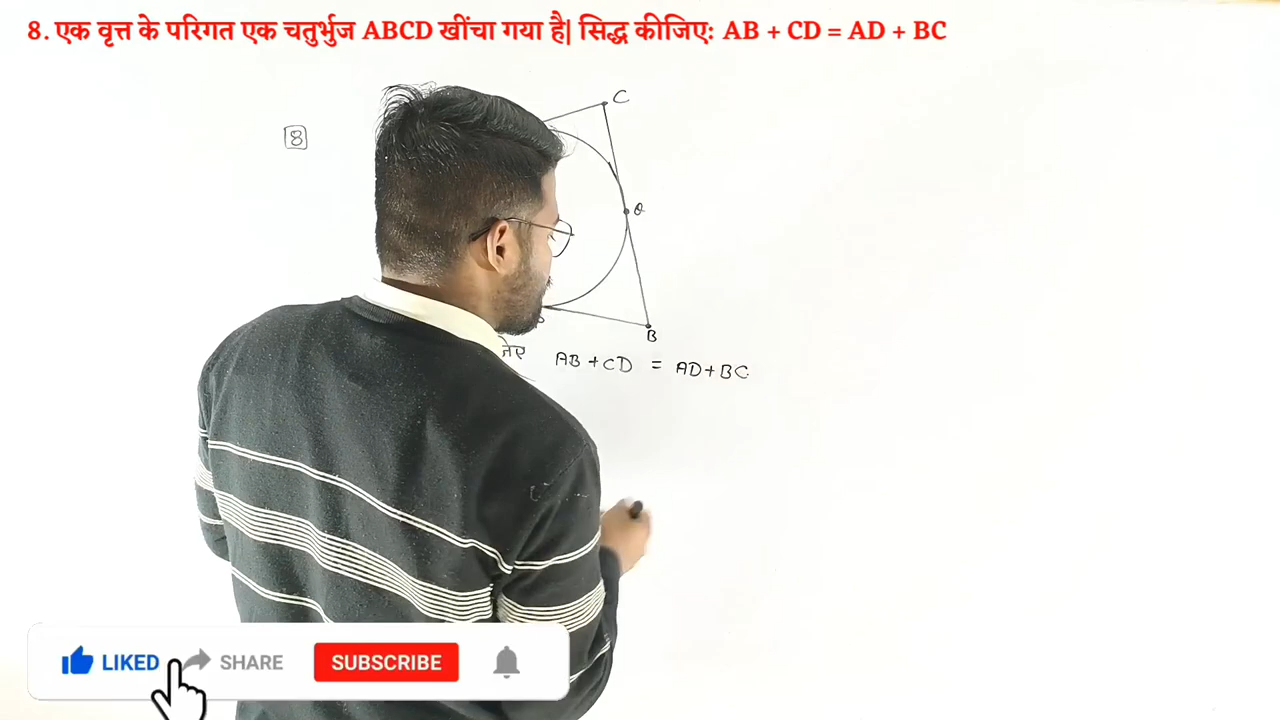 8. एक वृत्त के परिगत एक चतुर्भुज ABCD खींचा गया है| सिद्ध कीजिए: AB + CD = AD + BC
C
8
Q
B
AB + CD = AD + BC
LIKED SHARE SUBSCRIBE